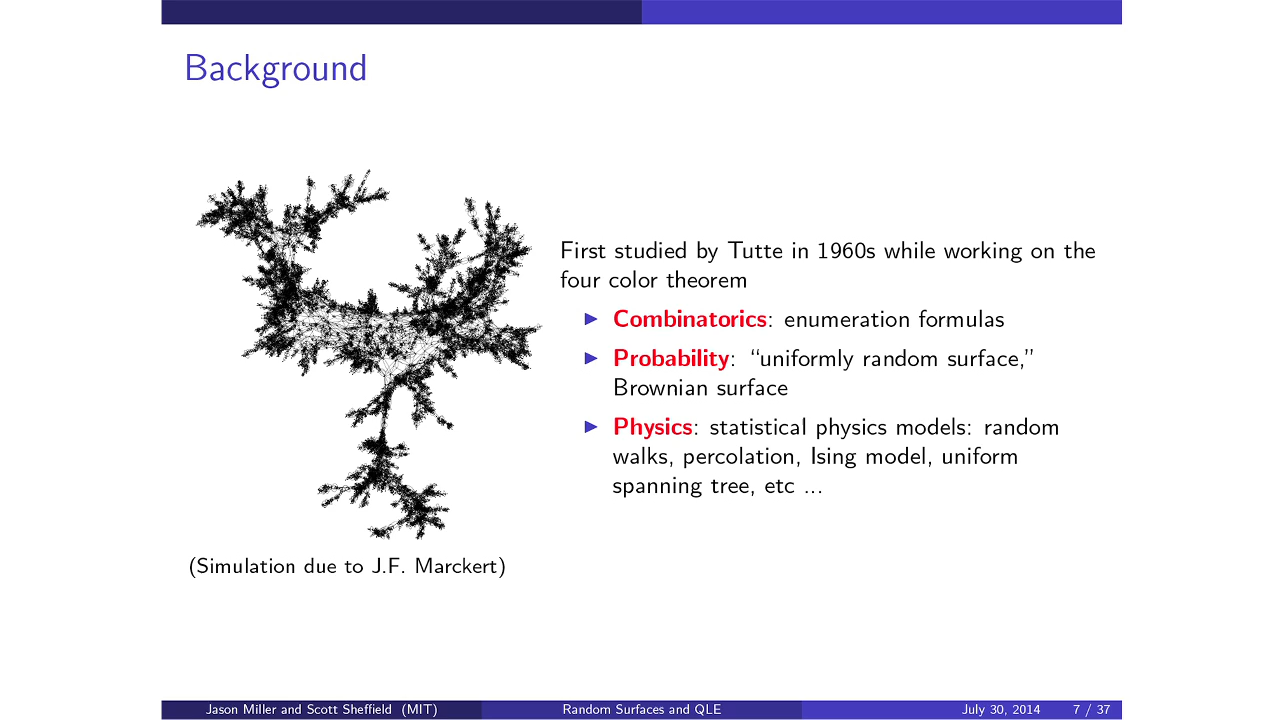 Background
First studied by Tutte in 1960s while working on the
four color theorem
▶ Combinatorics: enumeration formulas
▶ Probability: “uniformly random surface,”
Brownian surface
▶ Physics: statistical physics models: random
walks, percolation, Ising model, uniform
spanning tree, etc ...
(Simulation due to J.F. Marckert)
Jason Miller and Scott Sheffield (MIT) Random Surfaces and QLE July 30, 2014 7 / 37